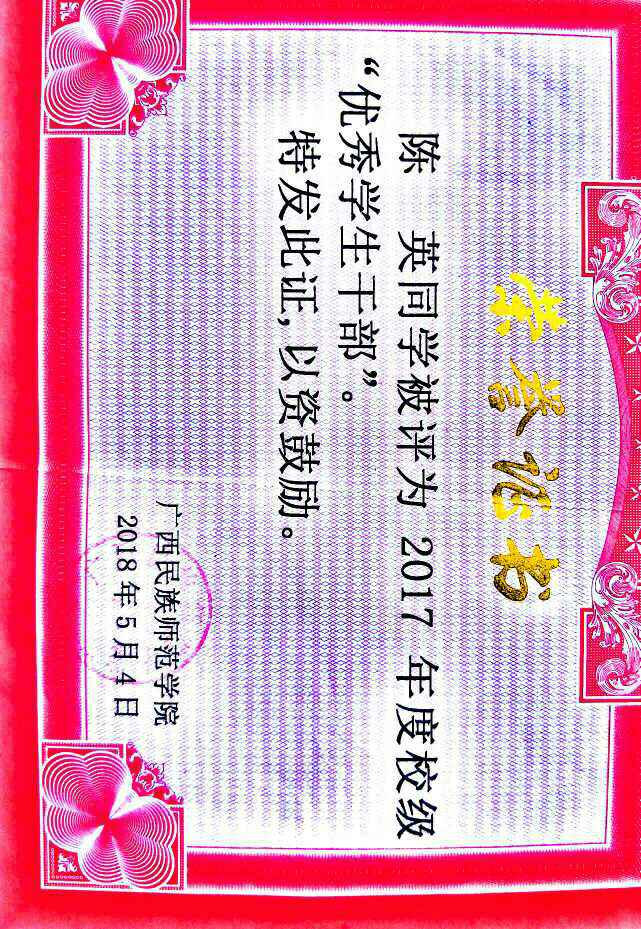 荣誉证书
陈 英同学被评为 2017 年度校级
“优秀学生干部”。
特发此证,以资鼓励。
广西民族师范学院
2018 年 5 月 4 日